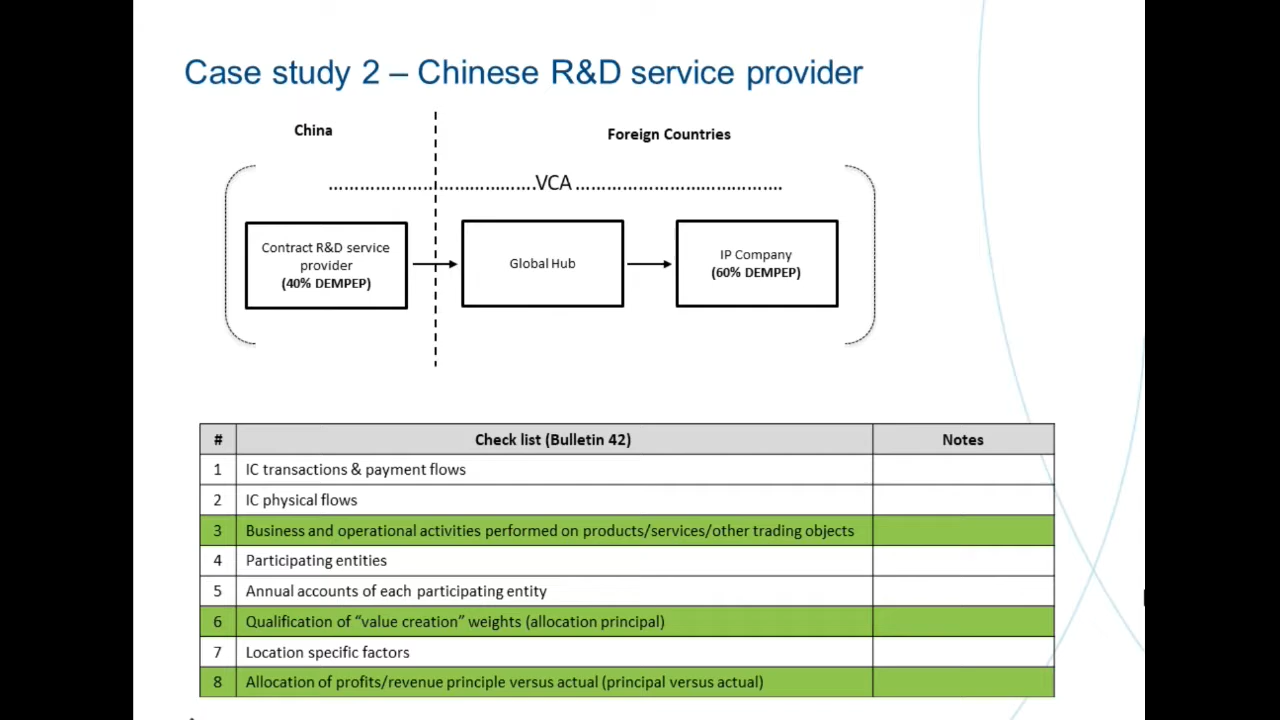 Case study 2 – Chinese R&D service provider
China
Foreign Countries
........................................VCA........................................
Contract R&D service
provider
(40% DEMPEP)
Global Hub
IP Company
(60% DEMPEP)
# Check list (Bulletin 42) Notes
1 IC transactions & payment flows
2 IC physical flows
3 Business and operational activities performed on products/services/other trading objects
4 Participating entities
5 Annual accounts of each participating entity
6 Qualification of “value creation” weights (allocation principal)
7 Location specific factors
8 Allocation of profits/revenue principle versus actual (principal versus actual)